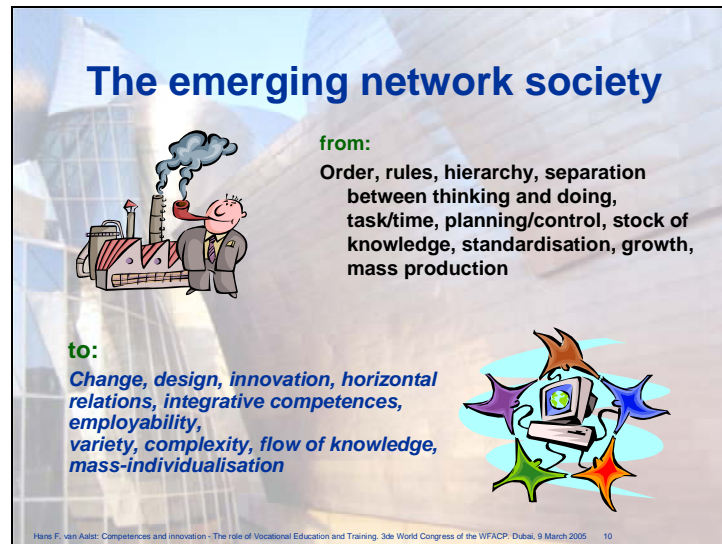 The emerging network society
from:
Order, rules, hierarchy, separation
between thinking and doing,
task/time, planning/control, stock of
knowledge, standardisation, growth,
mass production
to:
Change, design, innovation, horizontal
relations, integrative competences,
employability,
variety, complexity, flow of knowledge,
mass-individualisation
Hans F. van Aalst: Competences and innovation - The role of Vocational Education and Training. 3de World Congress of the WFACP. Dubai, 9 March 2005 10